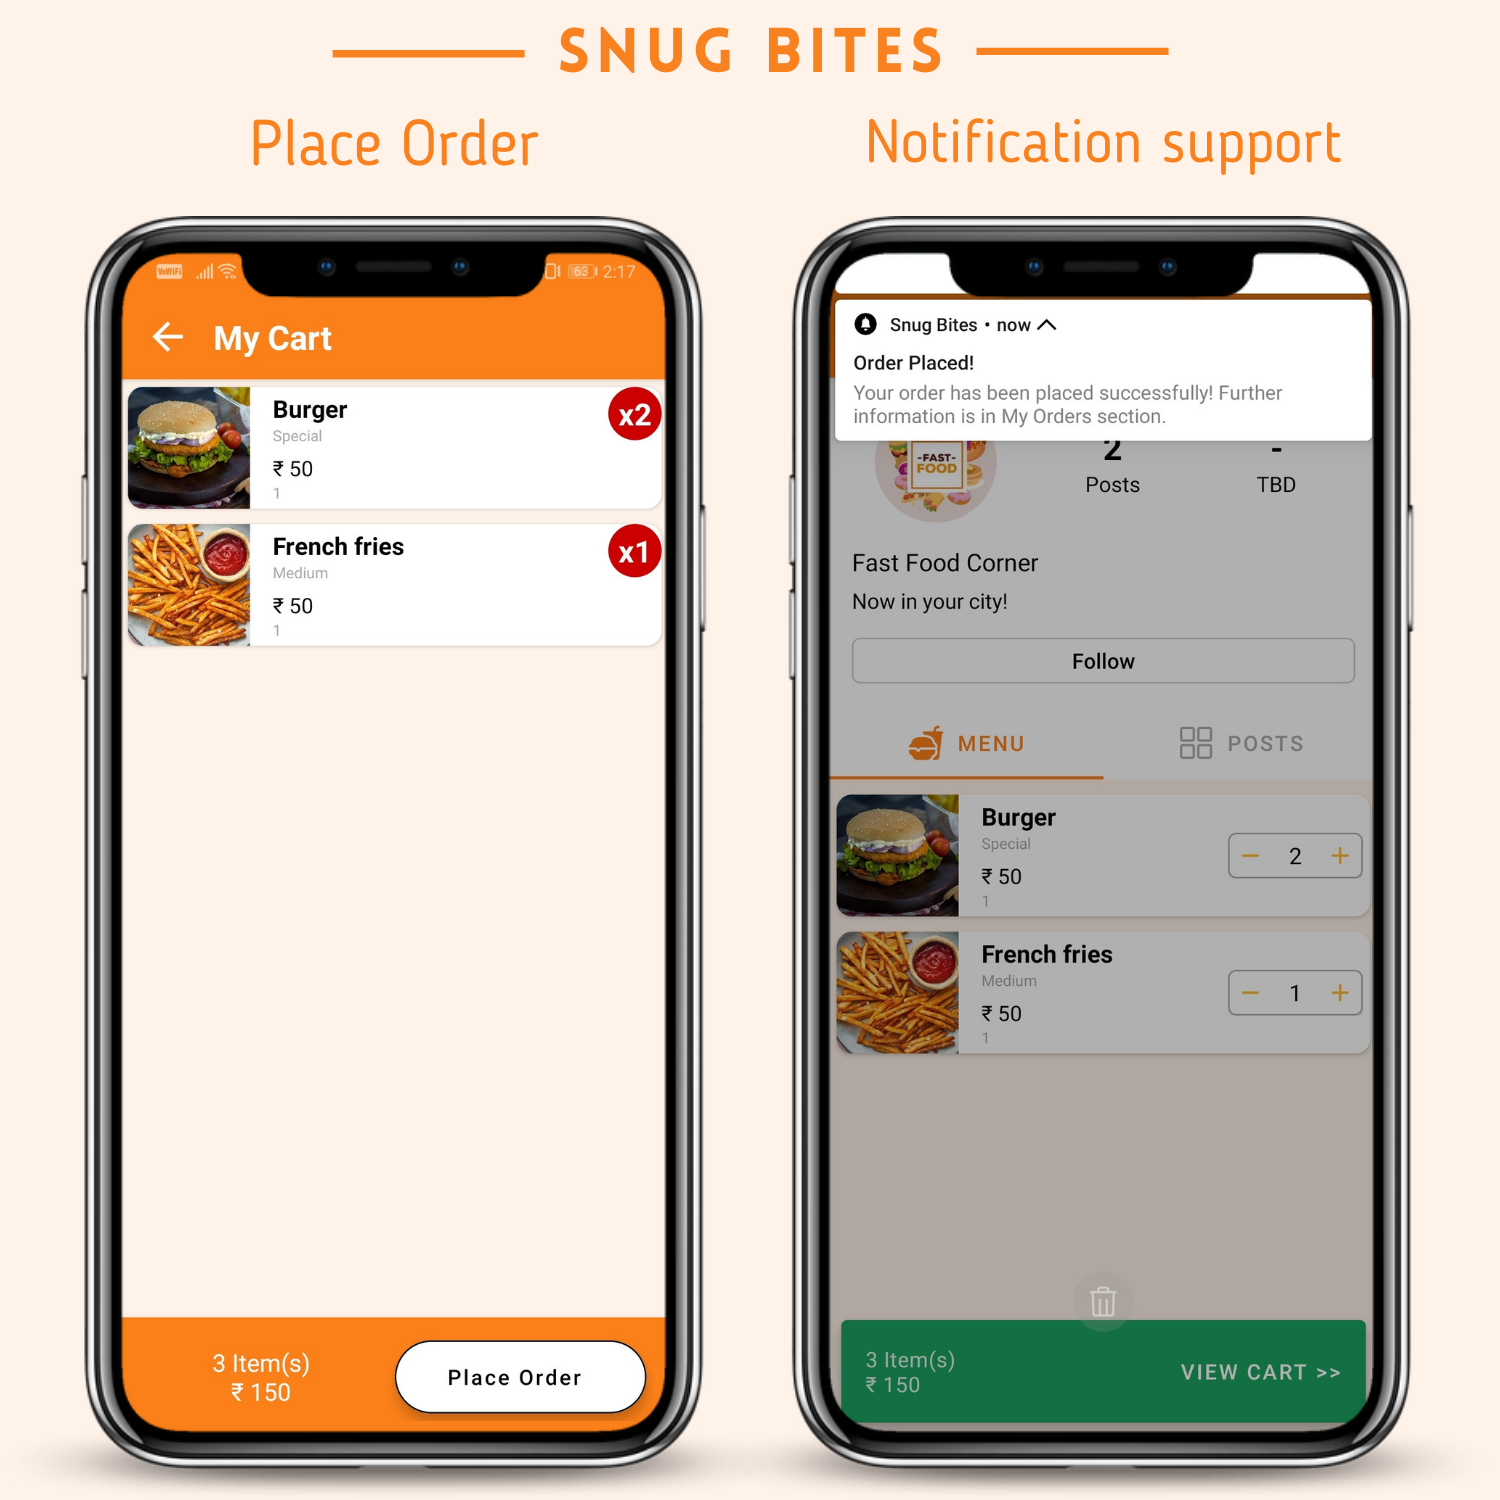 SNUG BITES
Place Order
Notification support
VoWiFi
63 2:17
My Cart
Burger
Special
₹ 50
1
x2
French fries
Medium
₹ 50
1
x1
3 Item(s)
₹ 150
Place Order
Snug Bites • now
Order Placed!
Your order has been placed successfully! Further
information is in My Orders section.
-FAST-
FOOD
2
Posts
-
TBD
Fast Food Corner
Now in your city!
Follow
MENU
POSTS
Burger
Special
₹ 50
1
− 2 +
French fries
Medium
₹ 50
1
− 1 +
3 Item(s)
₹ 150
VIEW CART >>